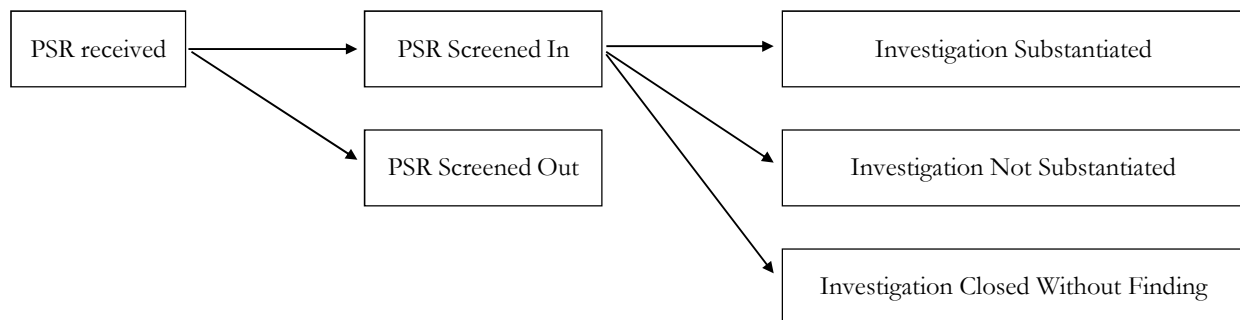 PSR received
PSR Screened In
Investigation Substantiated
PSR Screened Out
Investigation Not Substantiated
Investigation Closed Without Finding